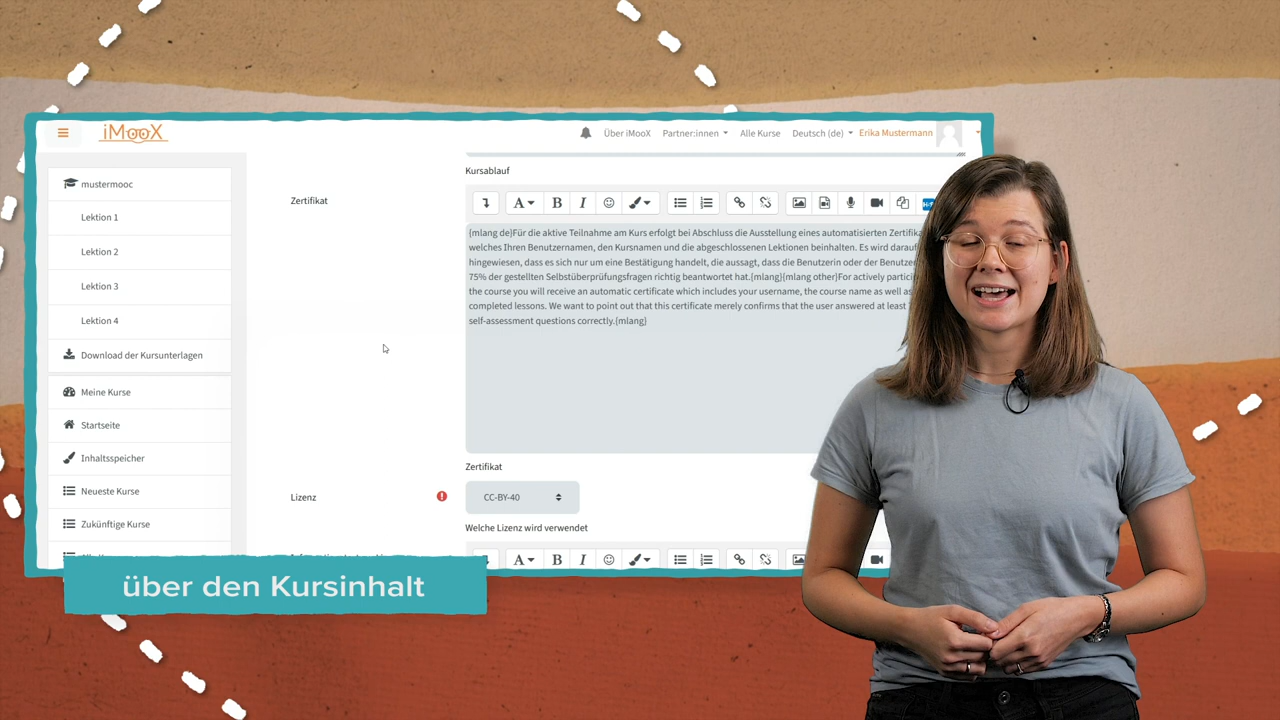 iMooX
Über iMooX
Partner:innen
Alle Kurse
Deutsch (de)
Erika Mustermann
mustermooc
Lektion 1
Lektion 2
Lektion 3
Lektion 4
Download der Kursunterlagen
Meine Kurse
Startseite
Inhaltsspeicher
Neueste Kurse
Zukünftige Kurse
Kursablauf
Zertifikat
{mlang de}Für die aktive Teilnahme am Kurs erfolgt bei Abschluss die Ausstellung eines automatisierten
welches Ihren Benutzernamen, den Kursnamen und die abgeschlossenen Lektionen beinhalten. Es wird
hingewiesen, dass es sich nur um eine Bestätigung handelt, die aussagt, dass die Benutzerin oder der
75% der gestellten Selbstüberprüfungsfragen richtig beantwortet hat.{mlang}{mlang other}For actively
the course you will receive an automatic certificate which includes your username, the course name as well as
completed lessons. We want to point out that this certificate merely confirms that the user answered at least
self-assessment questions correctly.{mlang}
Zertifikat
Lizenz
CC-BY-40
Welche Lizenz wird verwendet
über den Kursinhalt